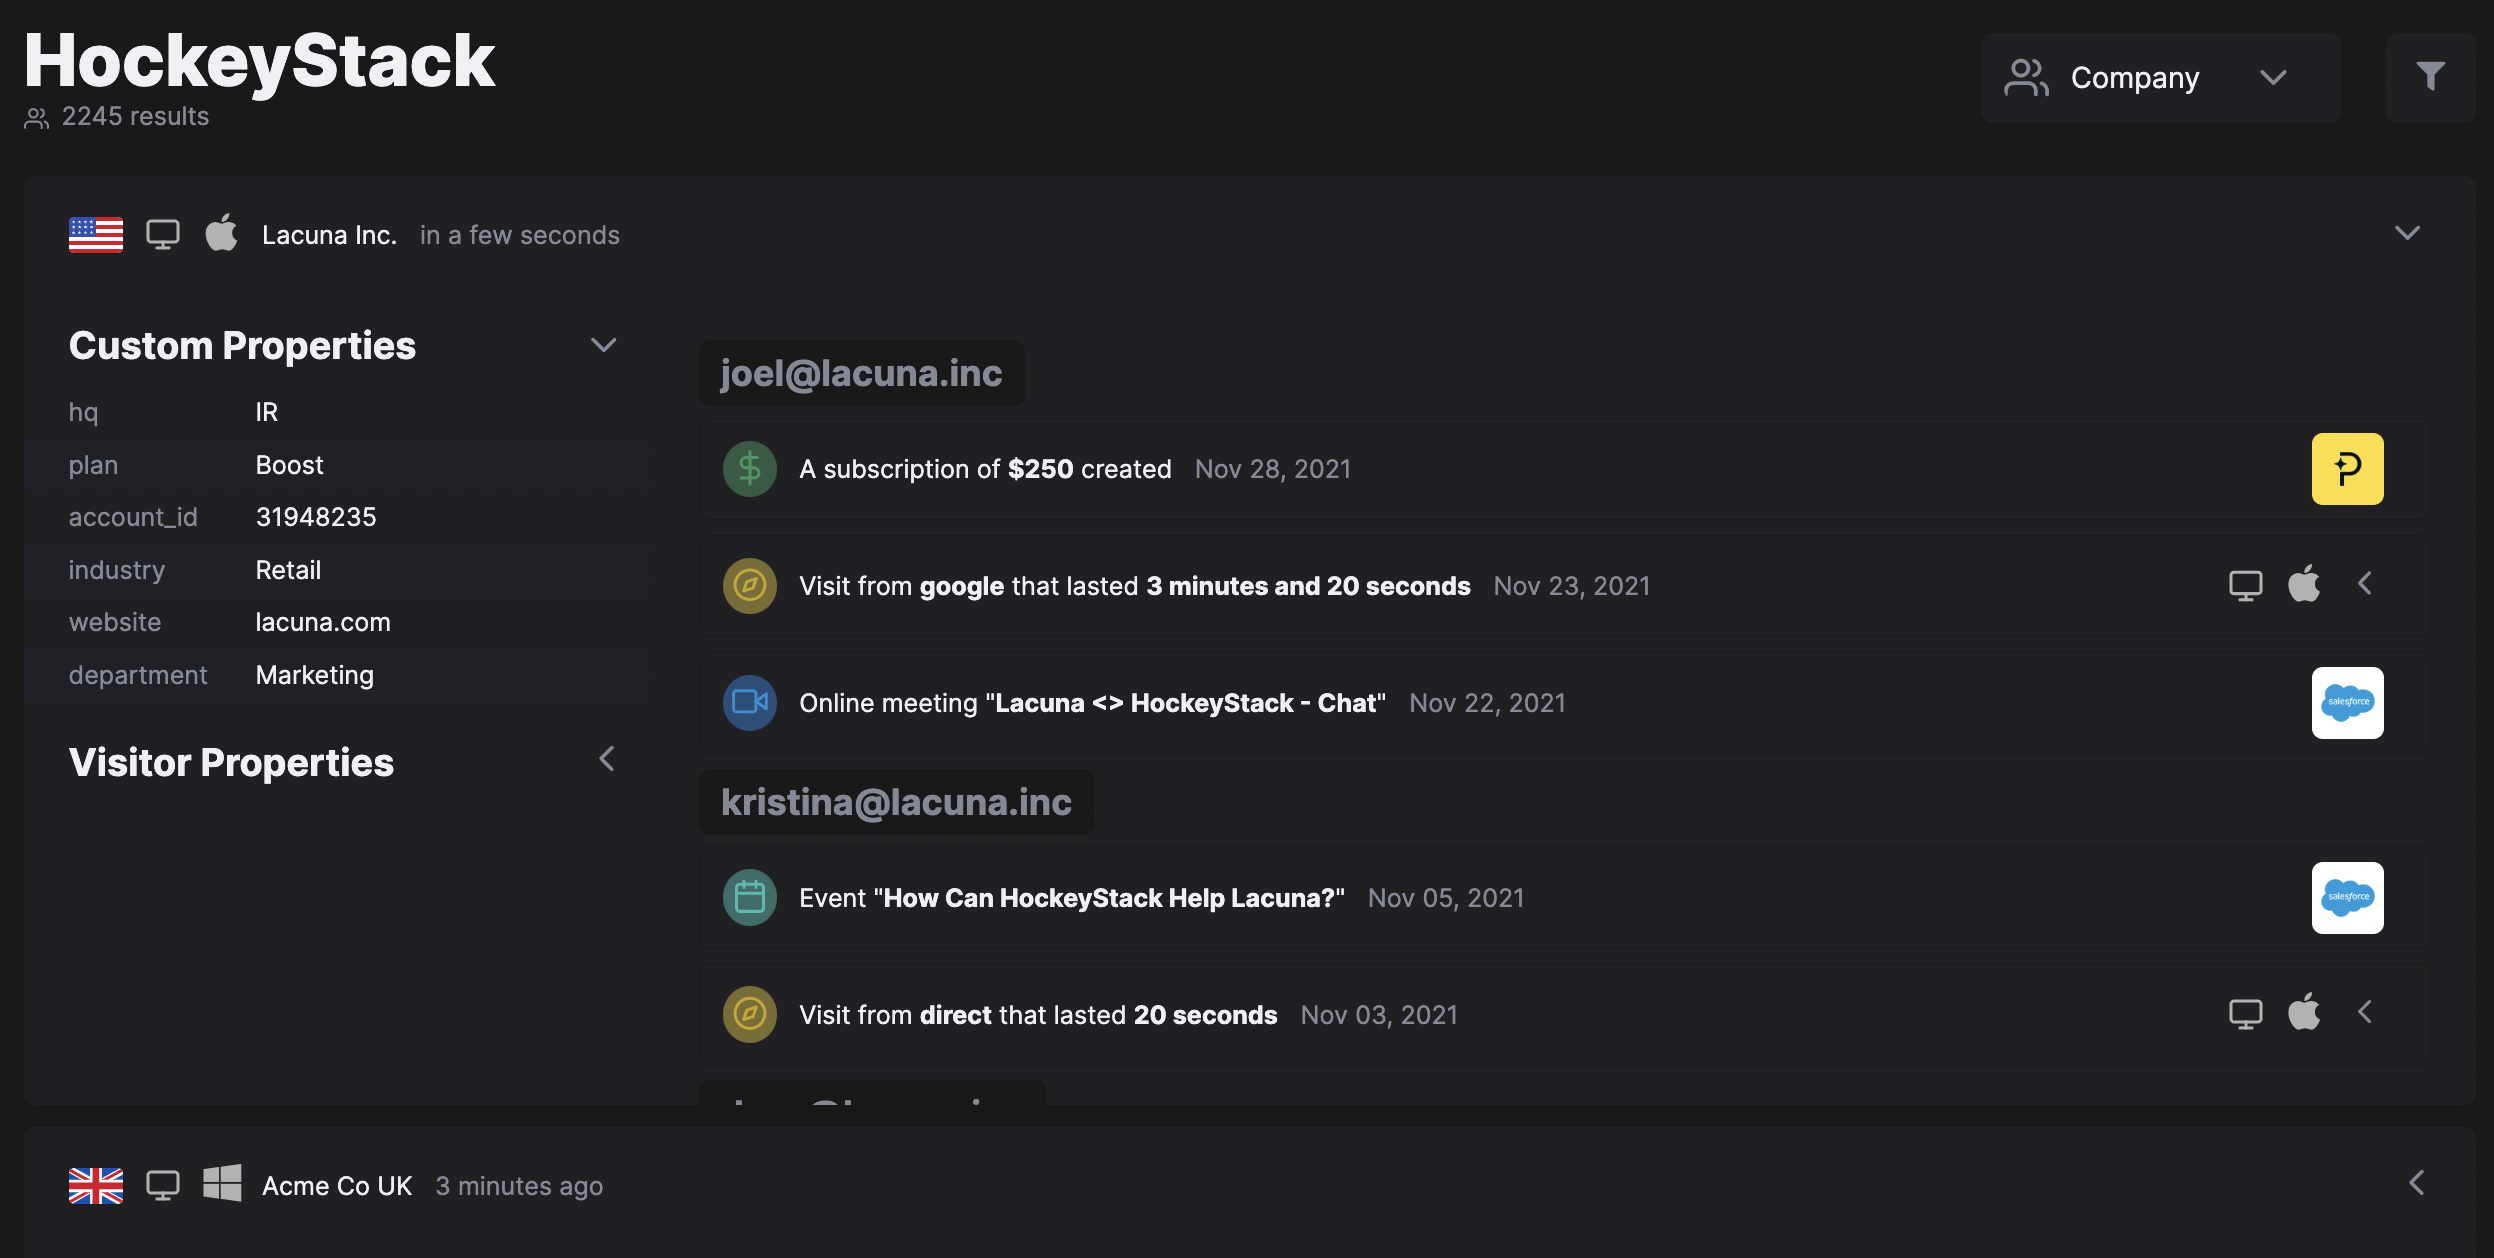 HockeyStack
2245 results
Company
Lacuna Inc. in a few seconds
Custom Properties
hq IR
plan Boost
account_id 31948235
industry Retail
website lacuna.com
department Marketing
Visitor Properties
joel@lacuna.inc
A subscription of $250 created Nov 28, 2021
Visit from google that lasted 3 minutes and 20 seconds Nov 23, 2021
Online meeting "Lacuna <> HockeyStack - Chat" Nov 22, 2021
salesforce
kristina@lacuna.inc
Event "How Can HockeyStack Help Lacuna?" Nov 05, 2021
salesforce
Visit from direct that lasted 20 seconds Nov 03, 2021
Acme Co UK 3 minutes ago